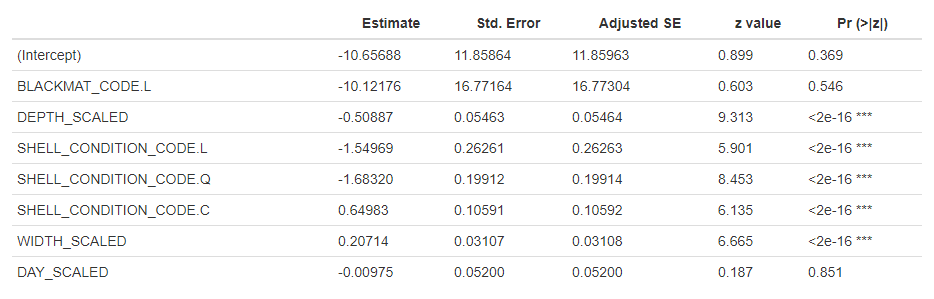 Estimate Std. Error Adjusted SE z value Pr (>|z|)
(Intercept) -10.65688 11.85864 11.85963 0.899 0.369
BLACKMAT_CODE.L -10.12176 16.77164 16.77304 0.603 0.546
DEPTH_SCALED -0.50887 0.05463 0.05464 9.313 <2e-16 ***
SHELL_CONDITION_CODE.L -1.54969 0.26261 0.26263 5.901 <2e-16 ***
SHELL_CONDITION_CODE.Q -1.68320 0.19912 0.19914 8.453 <2e-16 ***
SHELL_CONDITION_CODE.C 0.64983 0.10591 0.10592 6.135 <2e-16 ***
WIDTH_SCALED 0.20714 0.03107 0.03108 6.665 <2e-16 ***
DAY_SCALED -0.00975 0.05200 0.05200 0.187 0.851